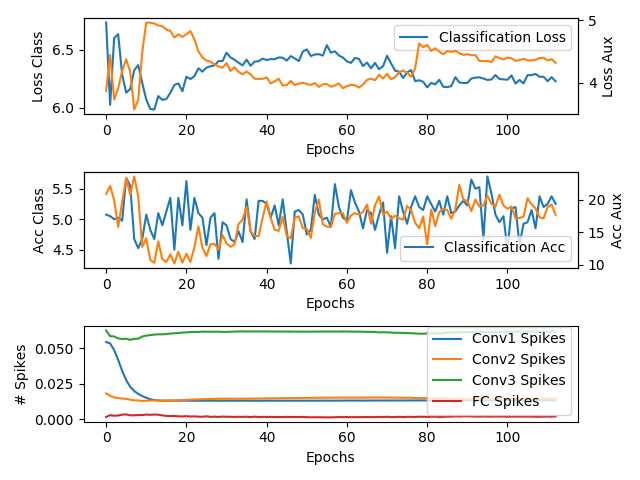 Classification Loss
Loss Class
Loss Aux
6.5
6.0
5
4
0 20 40 60 80 100
Epochs
Classification Acc
Acc Class
Acc Aux
5.5
5.0
4.5
20
15
10
0 20 40 60 80 100
Epochs
Conv1 Spikes
Conv2 Spikes
Conv3 Spikes
FC Spikes
# Spikes
0.050
0.025
0.000
0 20 40 60 80 100
Epochs